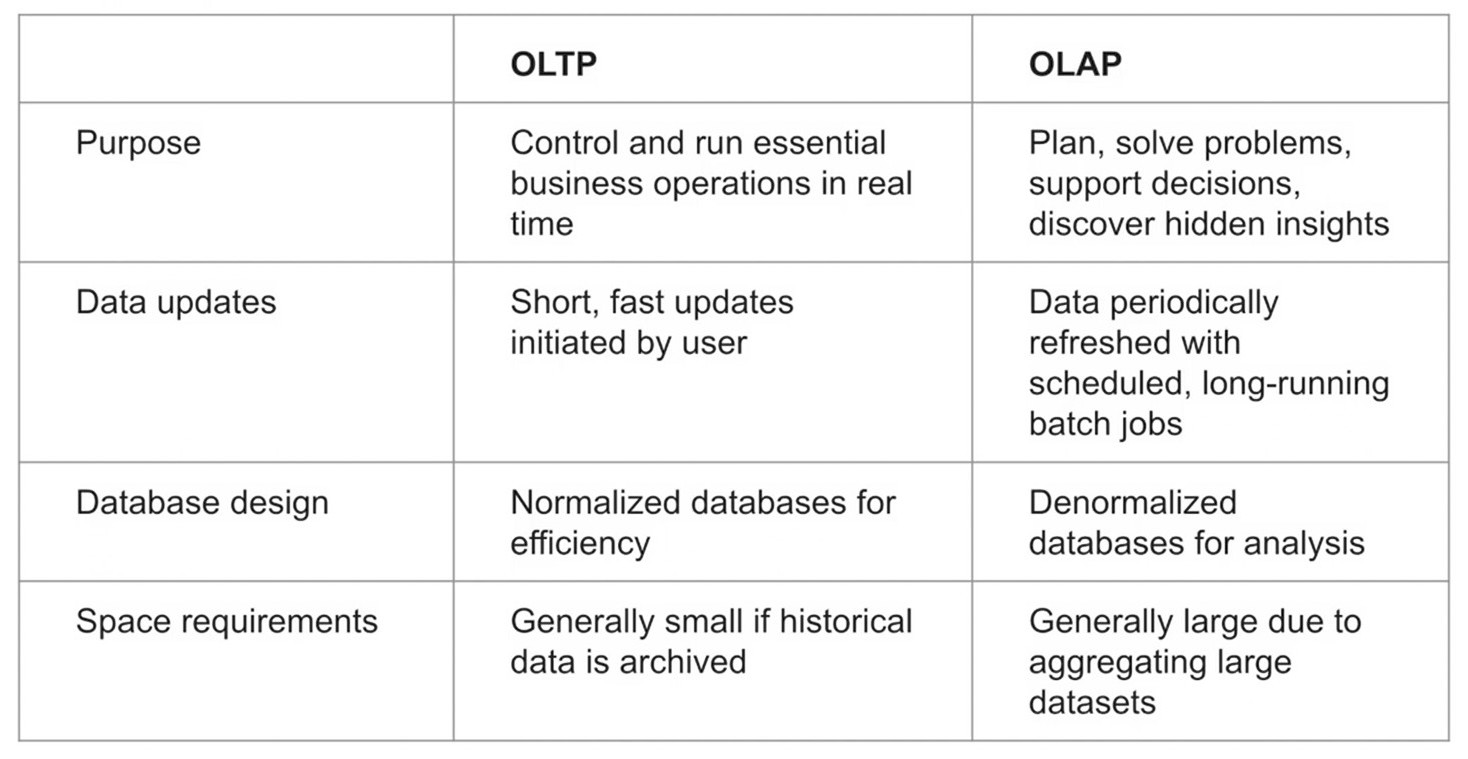 OLTP
OLAP
Purpose
Control and run essential
business operations in real
time
Plan, solve problems,
support decisions,
discover hidden insights
Data updates
Short, fast updates
initiated by user
Data periodically
refreshed with
scheduled, long-running
batch jobs
Database design
Normalized databases for
efficiency
Denormalized
databases for analysis
Space requirements
Generally small if historical
data is archived
Generally large due to
aggregating large
datasets